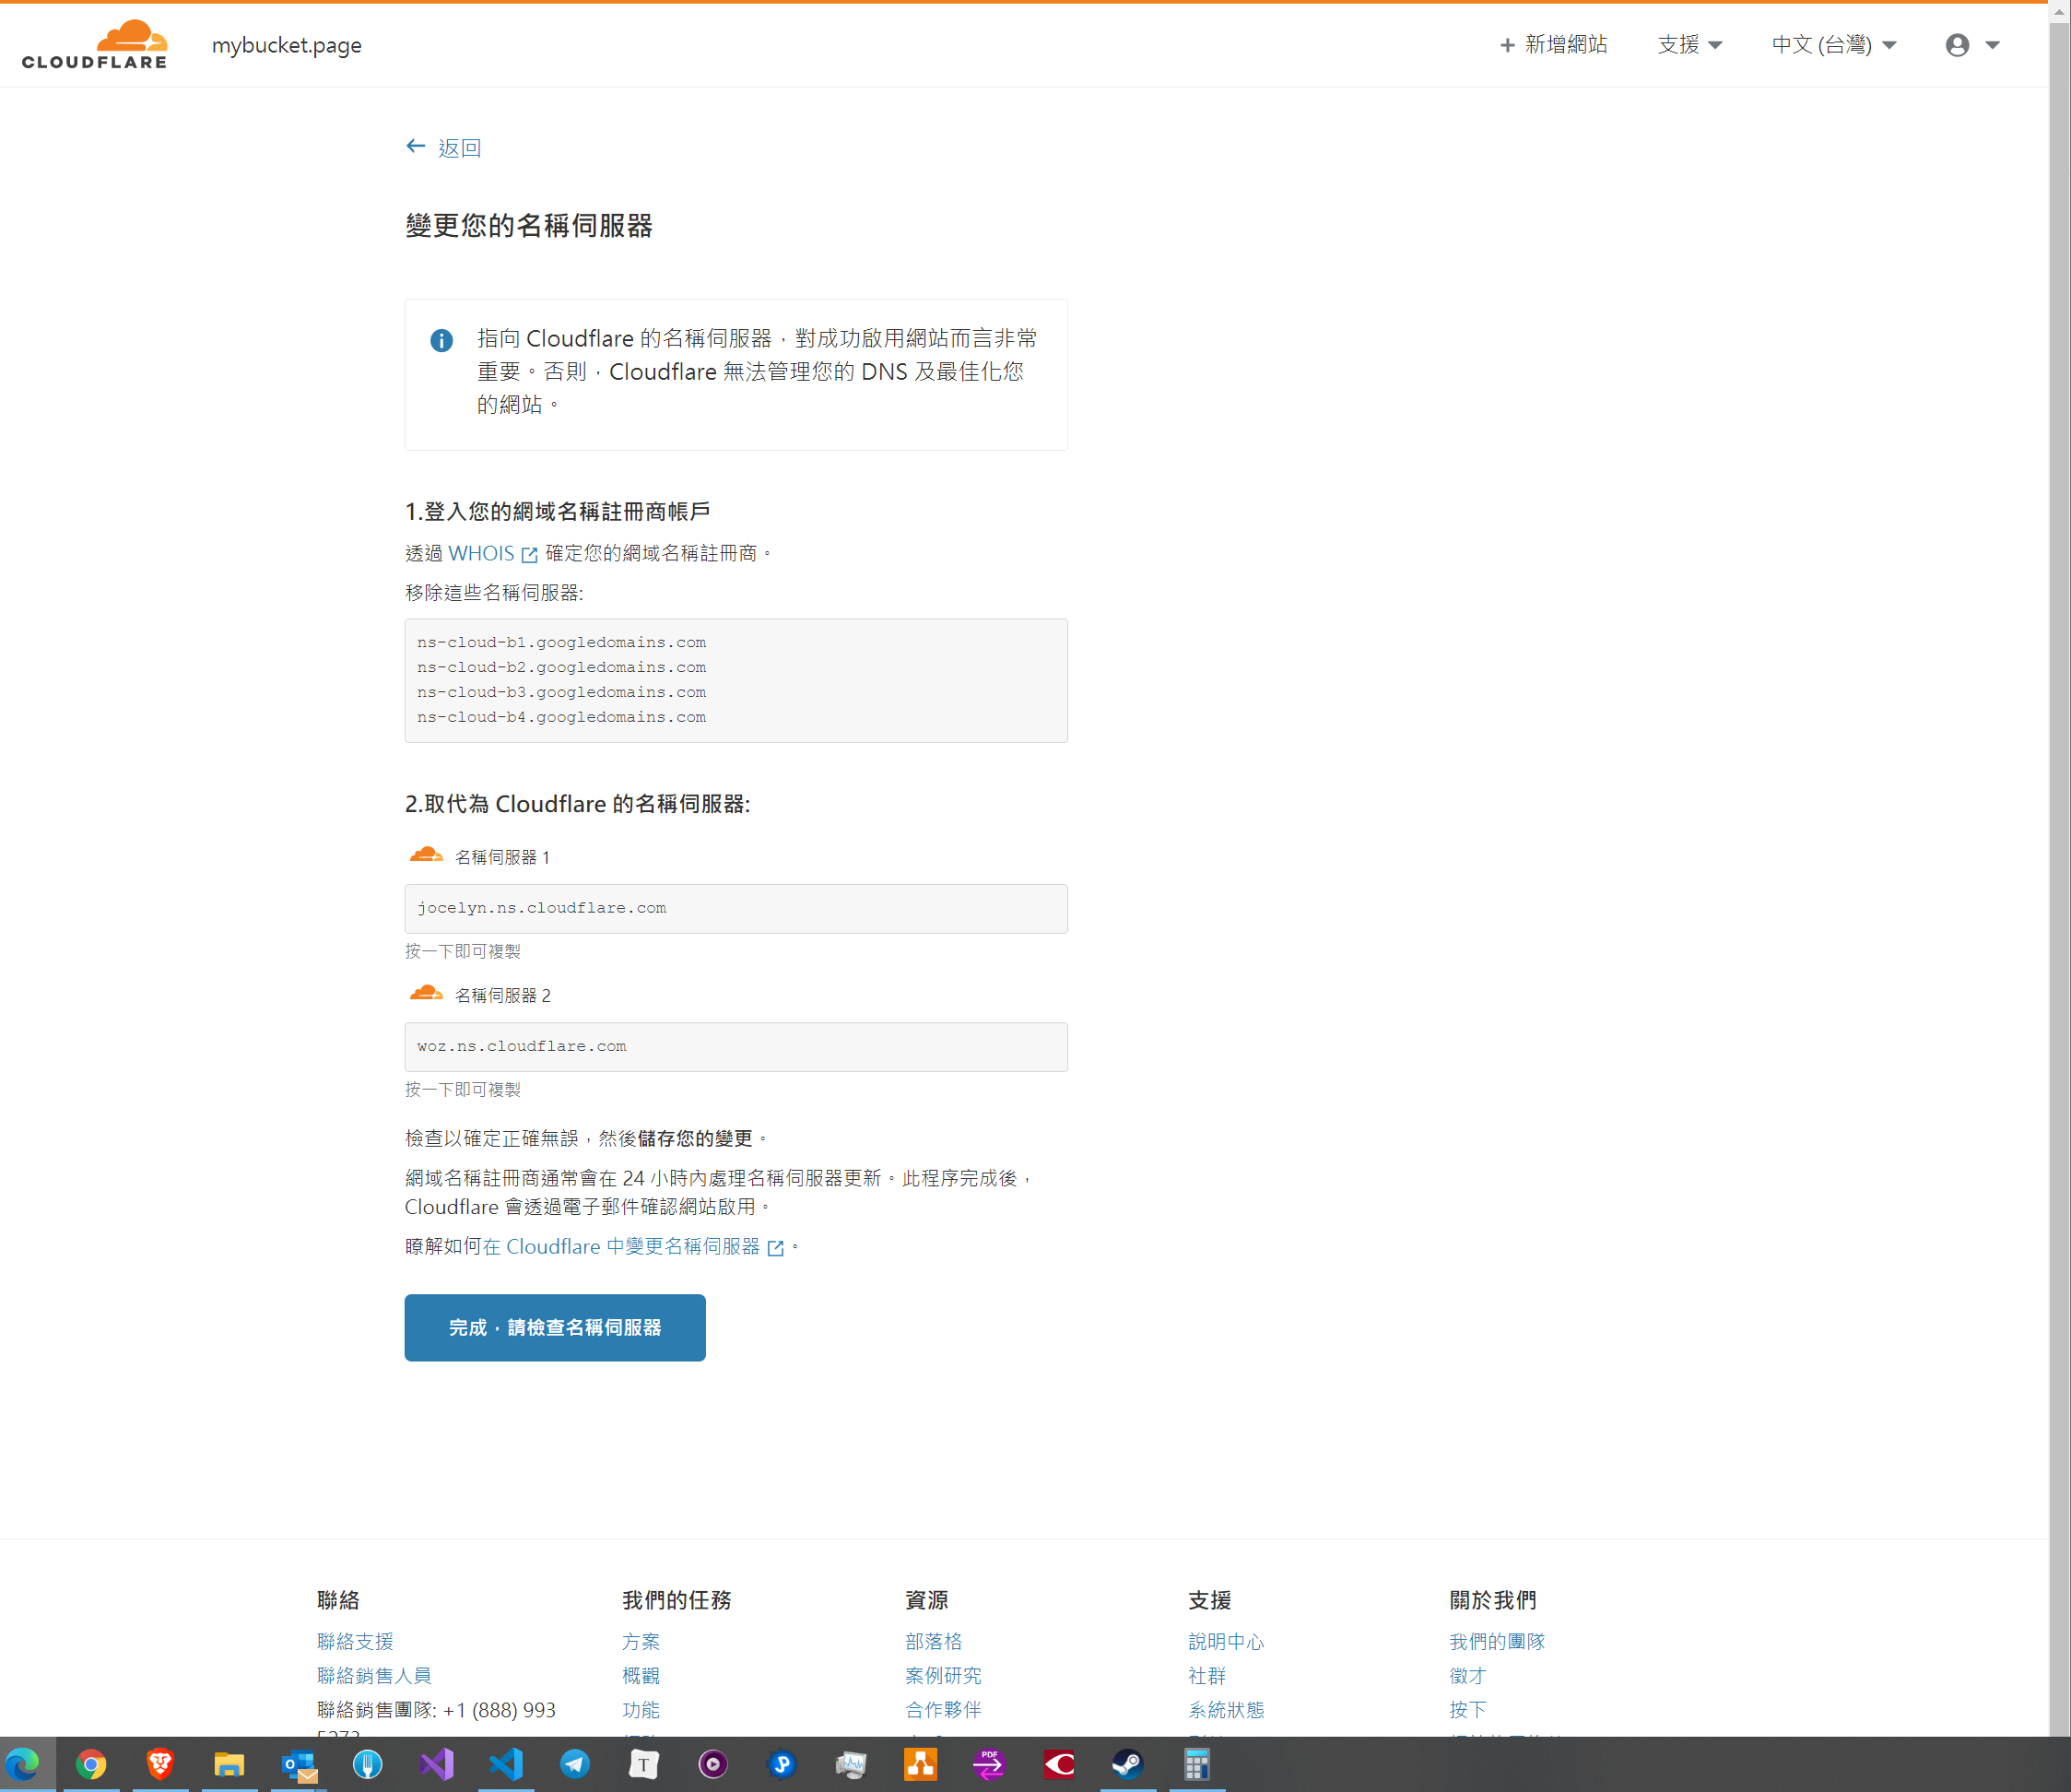 CLOUDFLARE
mybucket.page
+ 新增網站
支援
中文 (台灣)
返回
變更您的名稱伺服器
指向 Cloudflare 的名稱伺服器，對成功啟用網站而言非常
重要。否則，Cloudflare 無法管理您的 DNS 及最佳化您
的網站。
1.登入您的網域名稱註冊商帳戶
透過 WHOIS 確定您的網域名稱註冊商。
移除這些名稱伺服器:
ns-cloud-b1.googledomains.com
ns-cloud-b2.googledomains.com
ns-cloud-b3.googledomains.com
ns-cloud-b4.googledomains.com
2.取代為 Cloudflare 的名稱伺服器:
名稱伺服器 1
jocelyn.ns.cloudflare.com
按一下即可複製
名稱伺服器 2
woz.ns.cloudflare.com
按一下即可複製
檢查以確定正確無誤，然後儲存您的變更。
網域名稱註冊商通常會在 24 小時內處理名稱伺服器更新。此程序完成後，
Cloudflare 會透過電子郵件確認網站啟用。
瞭解如何在 Cloudflare 中變更名稱伺服器。
完成，請檢查名稱伺服器
聯絡
聯絡支援
聯絡銷售人員
聯絡銷售團隊: +1 (888) 993
我們的任務
方案
概觀
功能
資源
部落格
案例研究
合作夥伴
支援
說明中心
社群
系統狀態
關於我們
我們的團隊
徵才
按下